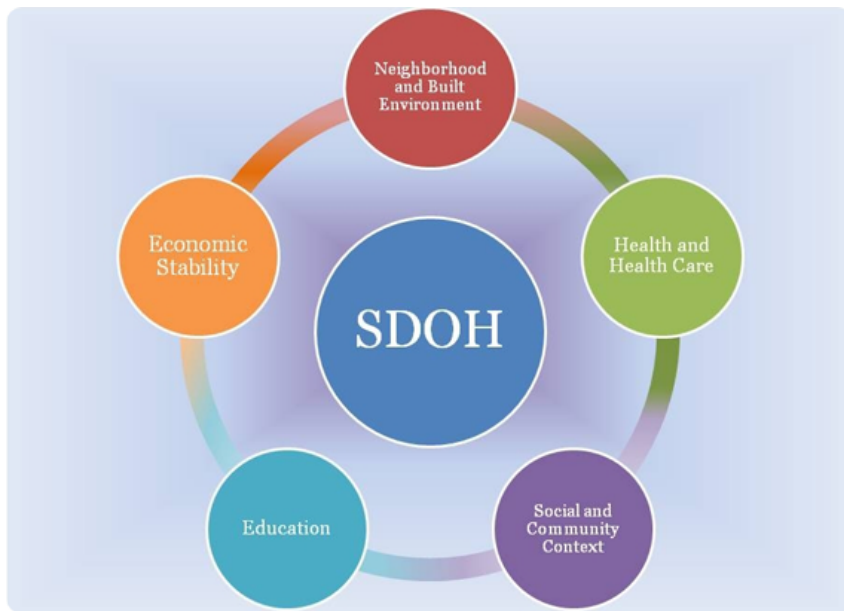 Neighborhood
and Built
Environment
Economic
Stability
Health and
Health Care
SDOH
Education
Social and
Community
Context